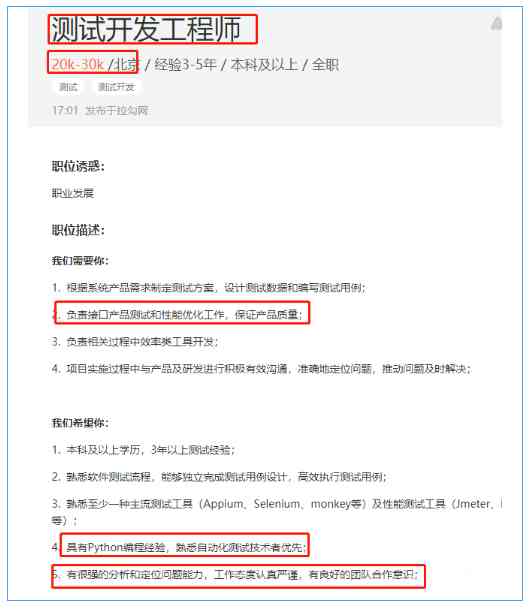 测试开发工程师
20k-30k /北京 / 经验3-5年 / 本科及以上 / 全职
测试 测试开发
17:01 发布于拉勾网
职位诱惑：
职业发展
职位描述：
我们需要你：
1. 根据系统产品需求制定测试方案，设计测试数据和编写测试用例；
2. 负责接口产品测试和性能优化工作，保证产品质量；
3. 负责相关过程中效率类工具开发；
4. 项目实施过程中与产品及研发进行积极有效沟通，准确地定位问题，推动问题及时解决；
我们希望你：
1. 本科及以上学历，3年以上测试经验；
2. 熟悉软件测试流程，能够独立完成测试用例设计，高效执行测试用例；
3. 熟悉至少一种主流测试工具（Appium、Selenium、monkey等）及性能测试工具（Jmeter、
等）；
4. 具有Python编程经验，熟悉自动化测试技术者优先；
5. 有很强的分析和定位问题能力，工作态度认真严谨，有良好的团队合作意识；